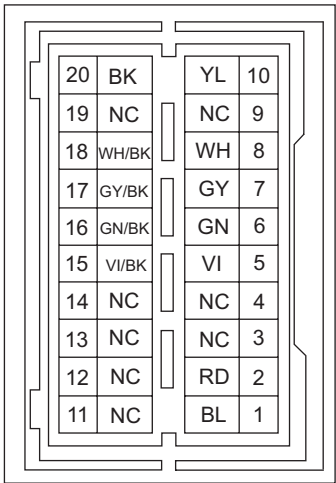 20 BK YL 10
19 NC NC 9
18 WH/BK WH 8
17 GY/BK GY 7
16 GN/BK GN 6
15 VI/BK VI 5
14 NC NC 4
13 NC NC 3
12 NC RD 2
11 NC BL 1